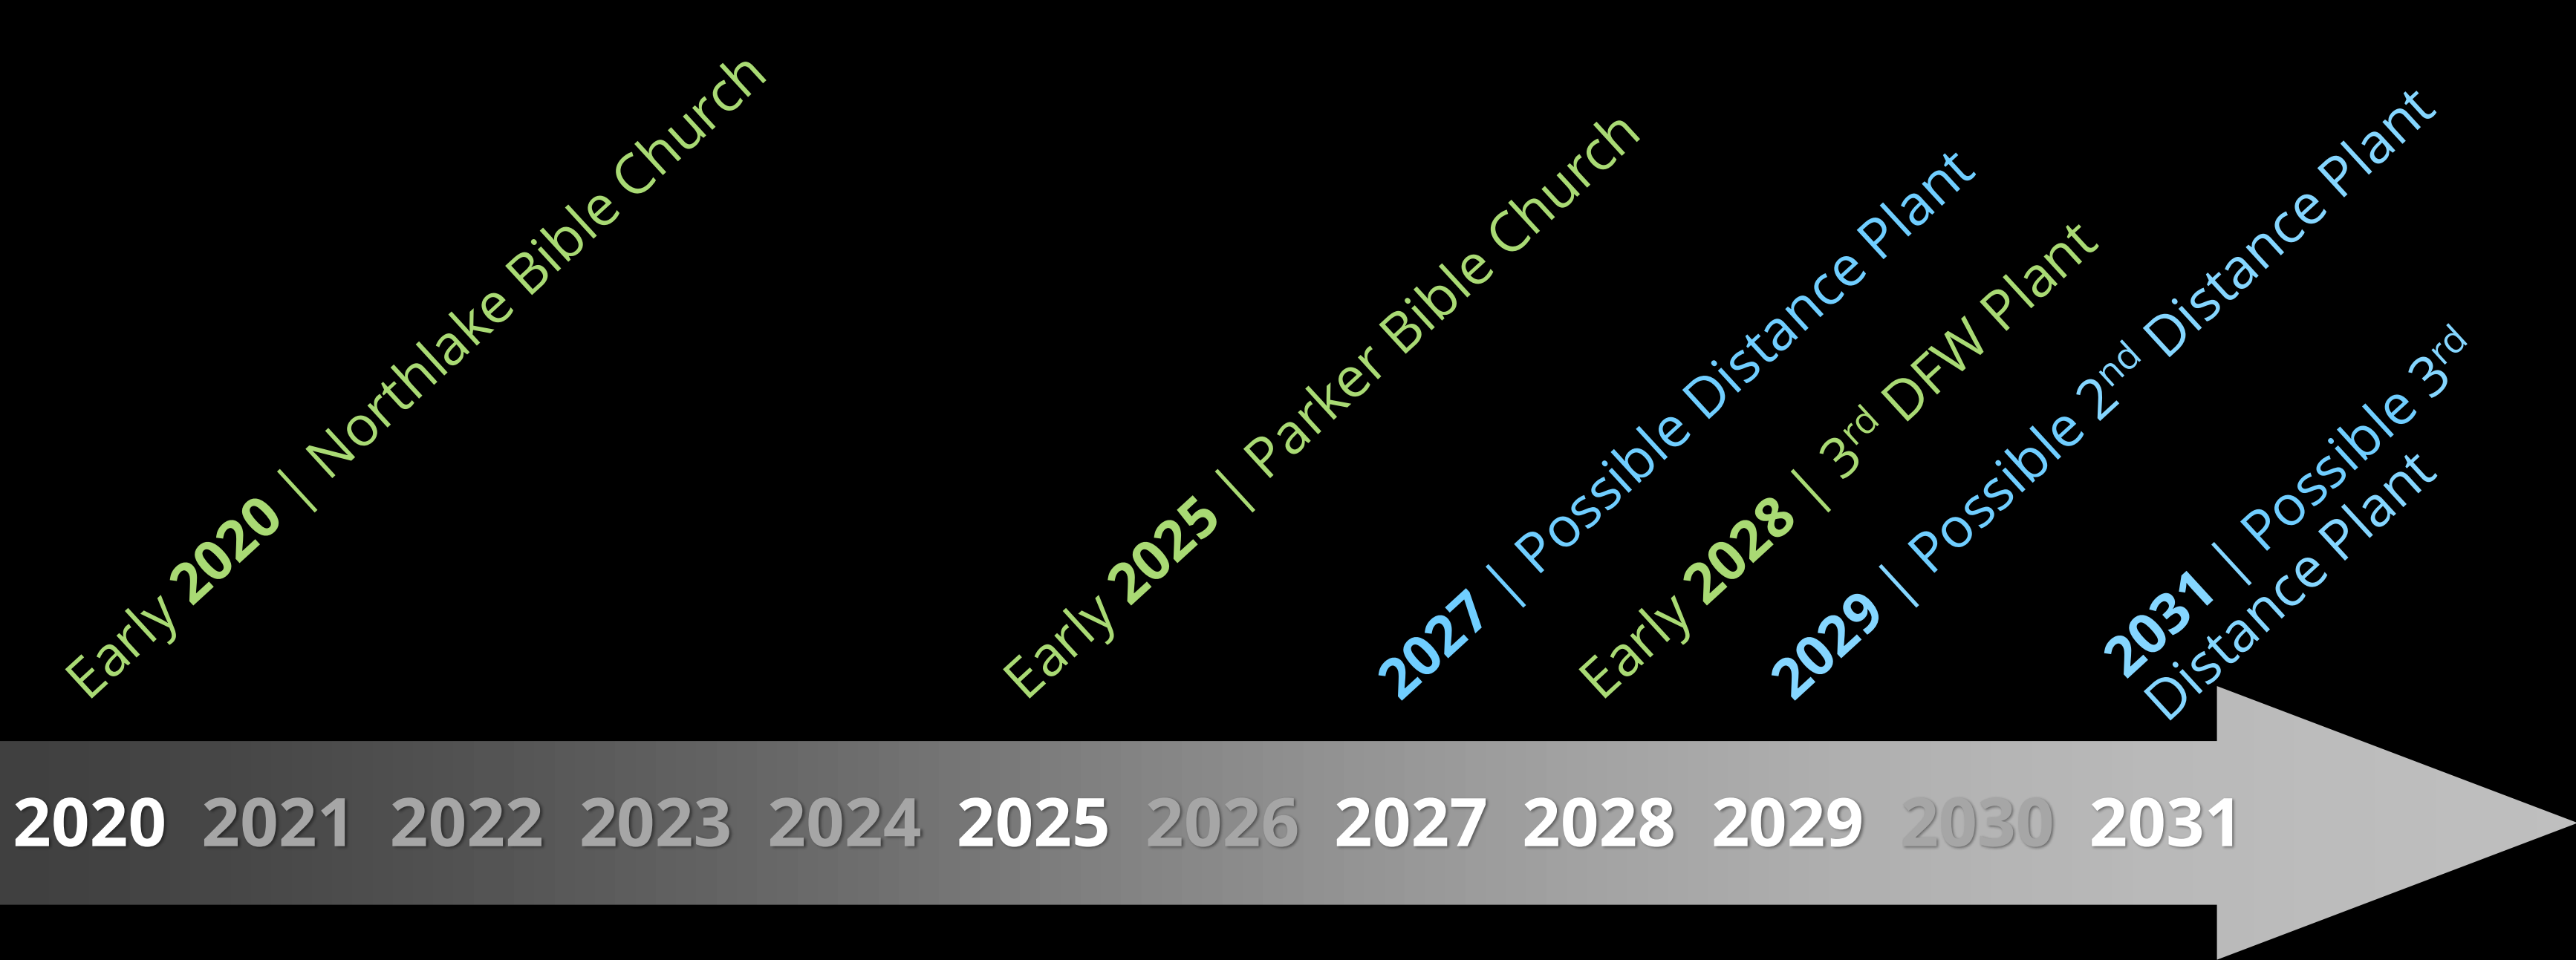 Early 2020 | Northlake Bible Church
Early 2025 | Parker Bible Church
2027 | Possible Distance Plant
Early 2028 | 3rd DFW Plant
2029 | Possible 2nd Distance Plant
2031 | Possible 3rd
Distance Plant
2020 2021 2022 2023 2024 2025 2026 2027 2028 2029 2030 2031